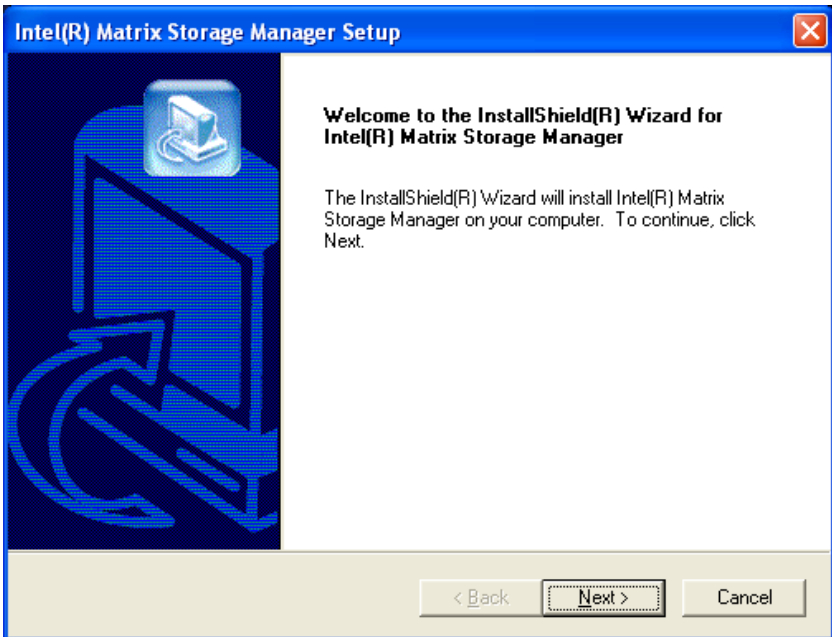 Intel(R) Matrix Storage Manager Setup
Welcome to the InstallShield(R) Wizard for
Intel(R) Matrix Storage Manager
The InstallShield(R) Wizard will install Intel(R) Matrix
Storage Manager on your computer.  To continue, click
Next.
< Back
Next >
Cancel